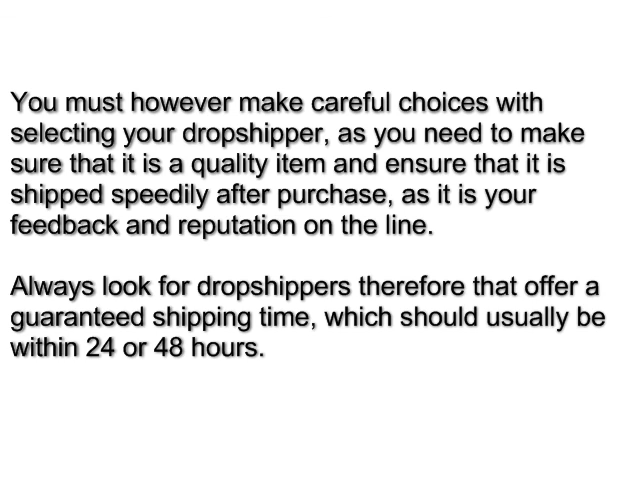 You must however make careful choices with
selecting your dropshipper, as you need to make
sure that it is a quality item and ensure that it is
shipped speedily after purchase, as it is your
feedback and reputation on the line.
Always look for dropshippers therefore that offer a
guaranteed shipping time, which should usually be
within 24 or 48 hours.